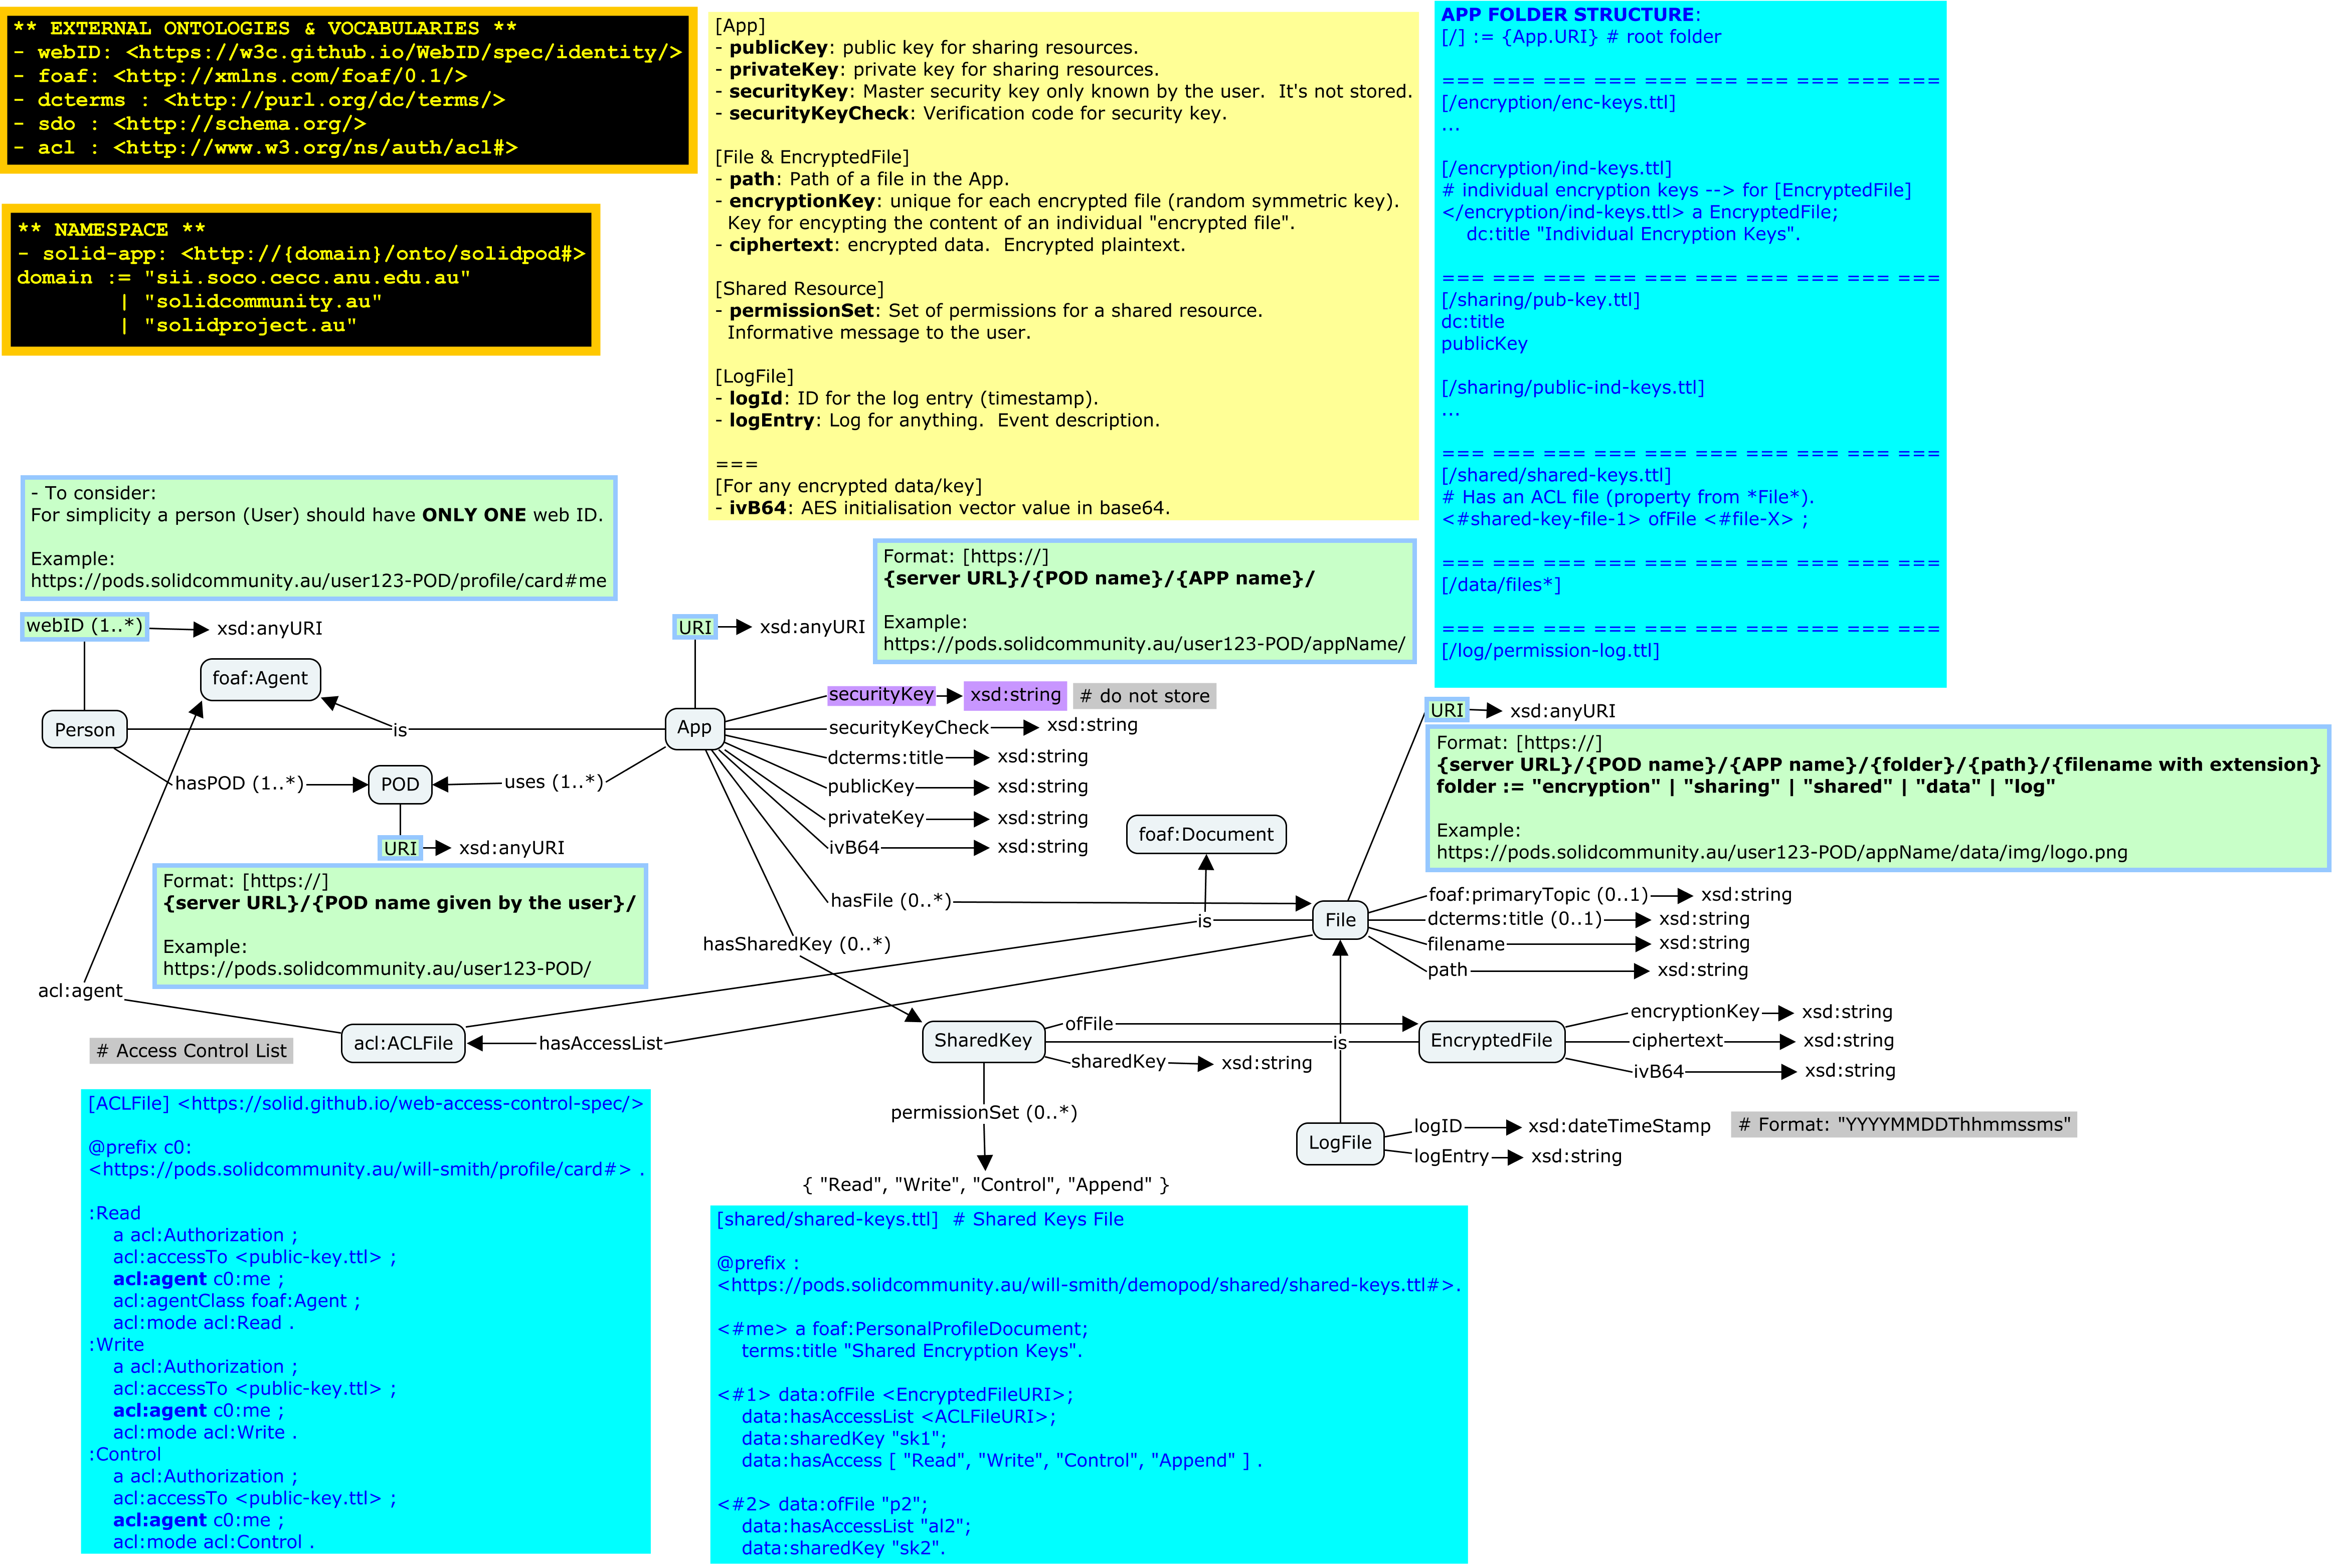 ** EXTERNAL ONTOLOGIES & VOCABULARIES **
- webID: <https://w3c.github.io/WebID/spec/identity/>
- foaf: <http://xmlns.com/foaf/0.1/>
- dcterms : <http://purl.org/dc/terms/>
- sdo : <http://schema.org/>
- acl : <http://www.w3.org/ns/auth/acl#>
** NAMESPACE **
- solid-app: <http://{domain}/onto/solidpod#>
domain := "sii.soco.cecc.anu.edu.au"
| "solidcommunity.au"
| "solidproject.au"
[App]
- publicKey: public key for sharing resources.
- privateKey: private key for sharing resources.
- securityKey: Master security key only known by the user.  It's not stored.
- securityKeyCheck: Verification code for security key.
[File & EncryptedFile]
- path: Path of a file in the App.
- encryptionKey: unique for each encrypted file (random symmetric key).
Key for encypting the content of an individual "encrypted file".
- ciphertext: encrypted data.  Encrypted plaintext.
[Shared Resource]
- permissionSet: Set of permissions for a shared resource.
Informative message to the user.
[LogFile]
- logId: ID for the log entry (timestamp).
- logEntry: Log for anything.  Event description.
===
[For any encrypted data/key]
- ivB64: AES initialisation vector value in base64.
APP FOLDER STRUCTURE:
[/] := {App.URI} # root folder
=== === === === === === === === === ===
[/encryption/enc-keys.ttl]
...
[/encryption/ind-keys.ttl]
# individual encryption keys --> for [EncryptedFile]
</encryption/ind-keys.ttl> a EncryptedFile;
dc:title "Individual Encryption Keys".
=== === === === === === === === === ===
[/sharing/pub-key.ttl]
dc:title
publicKey
[/sharing/public-ind-keys.ttl]
...
=== === === === === === === === === ===
[/shared/shared-keys.ttl]
# Has an ACL file (property from *File*).
<#shared-key-file-1> ofFile <#file-X> ;
=== === === === === === === === === ===
[/data/files*]
=== === === === === === === === === ===
[/log/permission-log.ttl]
- To consider:
For simplicity a person (User) should have ONLY ONE web ID.
Example:
https://pods.solidcommunity.au/user123-POD/profile/card#me
webID (1..*)
xsd:anyURI
foaf:Agent
Person
is
hasPOD (1..*)
POD
uses (1..*)
URI
xsd:anyURI
Format: [https://]
{server URL}/{POD name given by the user}/
Example:
https://pods.solidcommunity.au/user123-POD/
Format: [https://]
{server URL}/{POD name}/{APP name}/
Example:
https://pods.solidcommunity.au/user123-POD/appName/
URI
xsd:anyURI
App
securityKey
xsd:string
# do not store
securityKeyCheck
xsd:string
dcterms:title
xsd:string
publicKey
xsd:string
privateKey
xsd:string
ivB64
xsd:string
hasFile (0..*)
hasSharedKey (0..*)
foaf:Document
is
URI
xsd:anyURI
Format: [https://]
{server URL}/{POD name}/{APP name}/{folder}/{path}/{filename with extension}
folder := "encryption" | "sharing" | "shared" | "data" | "log"
Example:
https://pods.solidcommunity.au/user123-POD/appName/data/img/logo.png
File
foaf:primaryTopic (0..1)
xsd:string
dcterms:title (0..1)
xsd:string
filename
xsd:string
path
xsd:string
acl:agent
# Access Control List
acl:ACLFile
hasAccessList
SharedKey
ofFile
is
sharedKey
xsd:string
EncryptedFile
encryptionKey
xsd:string
ciphertext
xsd:string
ivB64
xsd:string
permissionSet (0..*)
{ "Read", "Write", "Control", "Append" }
LogFile
logID
xsd:dateTimeStamp
# Format: "YYYYMMDDThhmmssms"
logEntry
xsd:string
[ACLFile] <https://solid.github.io/web-access-control-spec/>
@prefix c0:
<https://pods.solidcommunity.au/will-smith/profile/card#> .
:Read
a acl:Authorization ;
acl:accessTo <public-key.ttl> ;
acl:agent c0:me ;
acl:agentClass foaf:Agent ;
acl:mode acl:Read .
:Write
a acl:Authorization ;
acl:accessTo <public-key.ttl> ;
acl:agent c0:me ;
acl:mode acl:Write .
:Control
a acl:Authorization ;
acl:accessTo <public-key.ttl> ;
acl:agent c0:me ;
acl:mode acl:Control .
[shared/shared-keys.ttl]  # Shared Keys File
@prefix :
<https://pods.solidcommunity.au/will-smith/demopod/shared/shared-keys.ttl#>.
<#me> a foaf:PersonalProfileDocument;
terms:title "Shared Encryption Keys".
<#1> data:ofFile <EncryptedFileURI>;
data:hasAccessList <ACLFileURI>;
data:sharedKey "sk1";
data:hasAccess [ "Read", "Write", "Control", "Append" ] .
<#2> data:ofFile "p2";
data:hasAccessList "al2";
data:sharedKey "sk2".